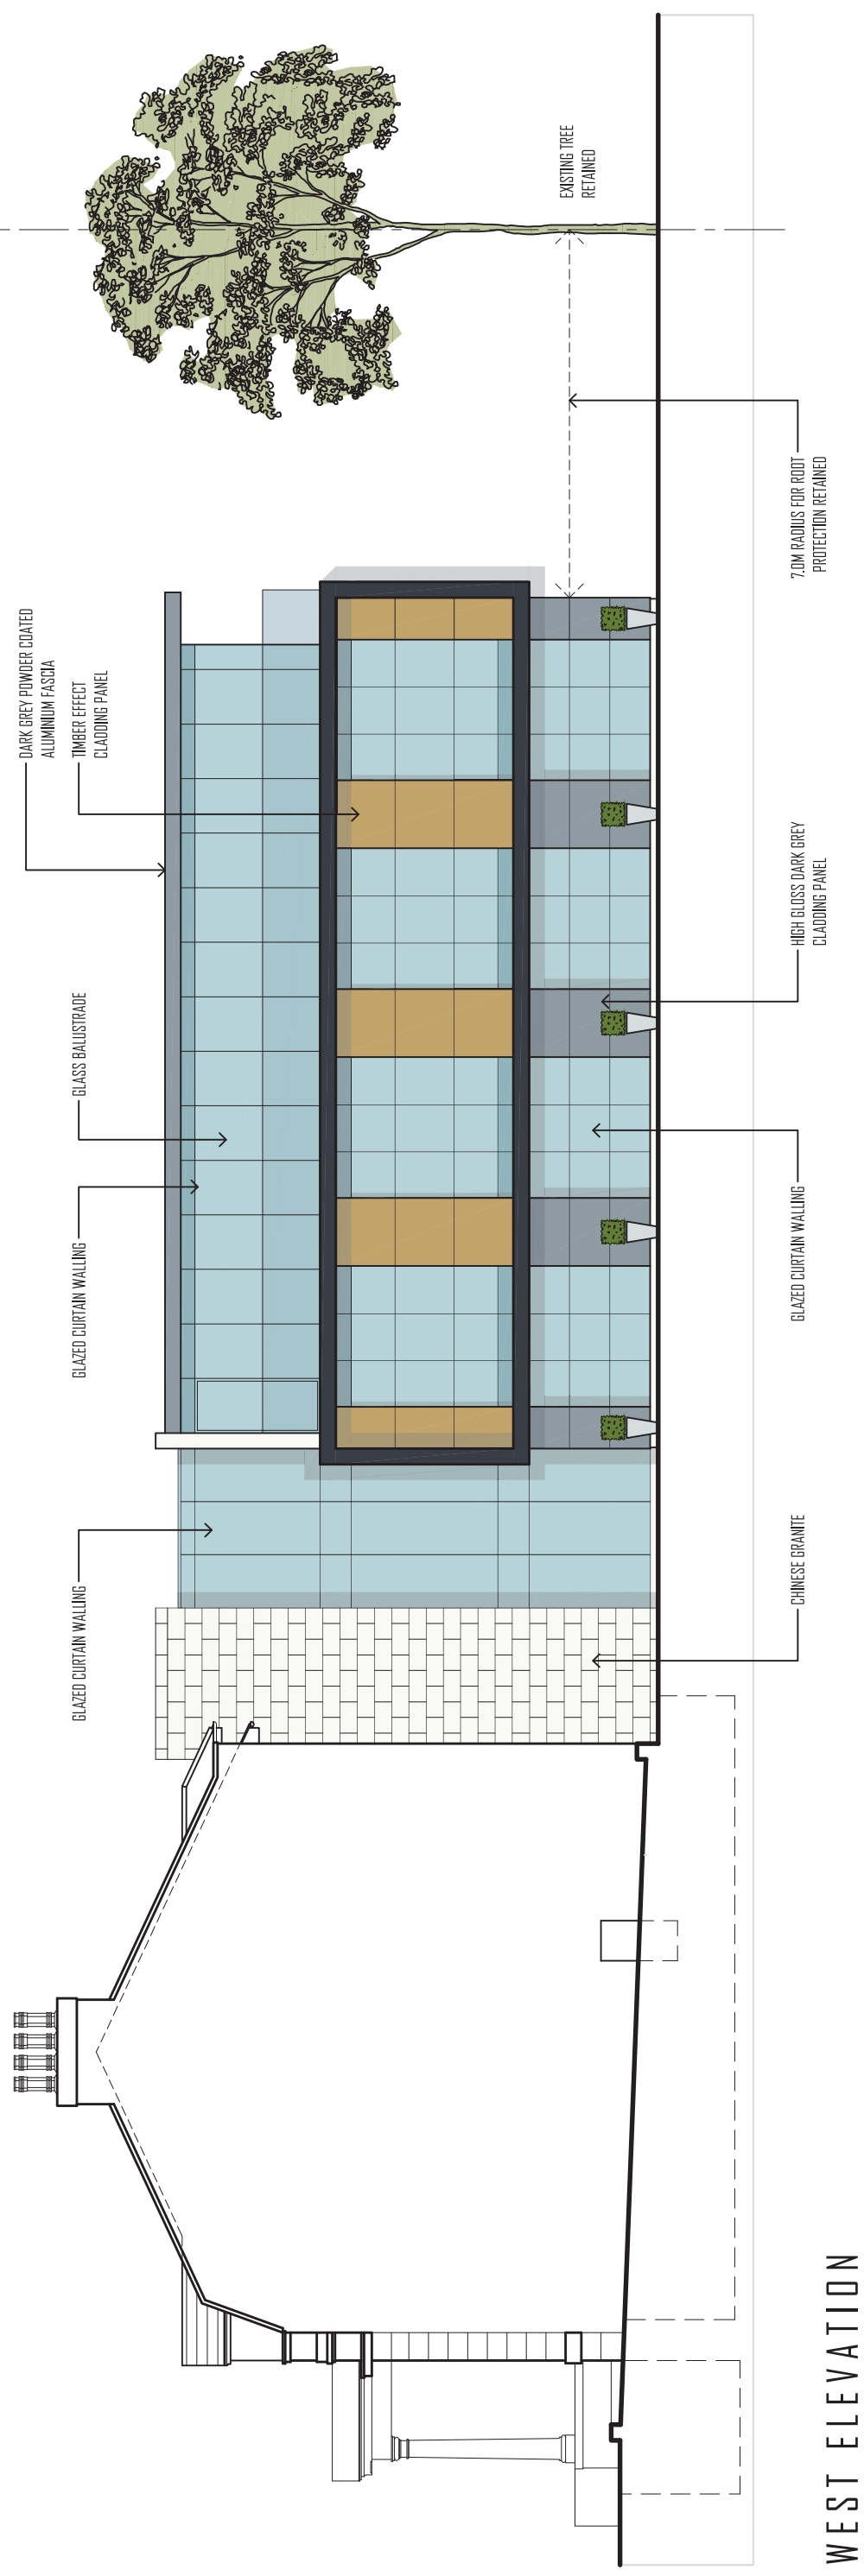 GLAZED CURTAIN WALLING
GLAZED CURTAIN WALLING
GLASS BALUSTRADE
DARK GREY POWDER COATED
ALUMINIUM FASCIA
TIMBER EFFECT
CLADDING PANEL
EXISTING TREE
RETAINED
CHINESE GRANITE
GLAZED CURTAIN WALLING
HIGH GLOSS DARK GREY
CLADDING PANEL
7.0M RADIUS FOR ROOT
PROTECTION RETAINED
WEST ELEVATION